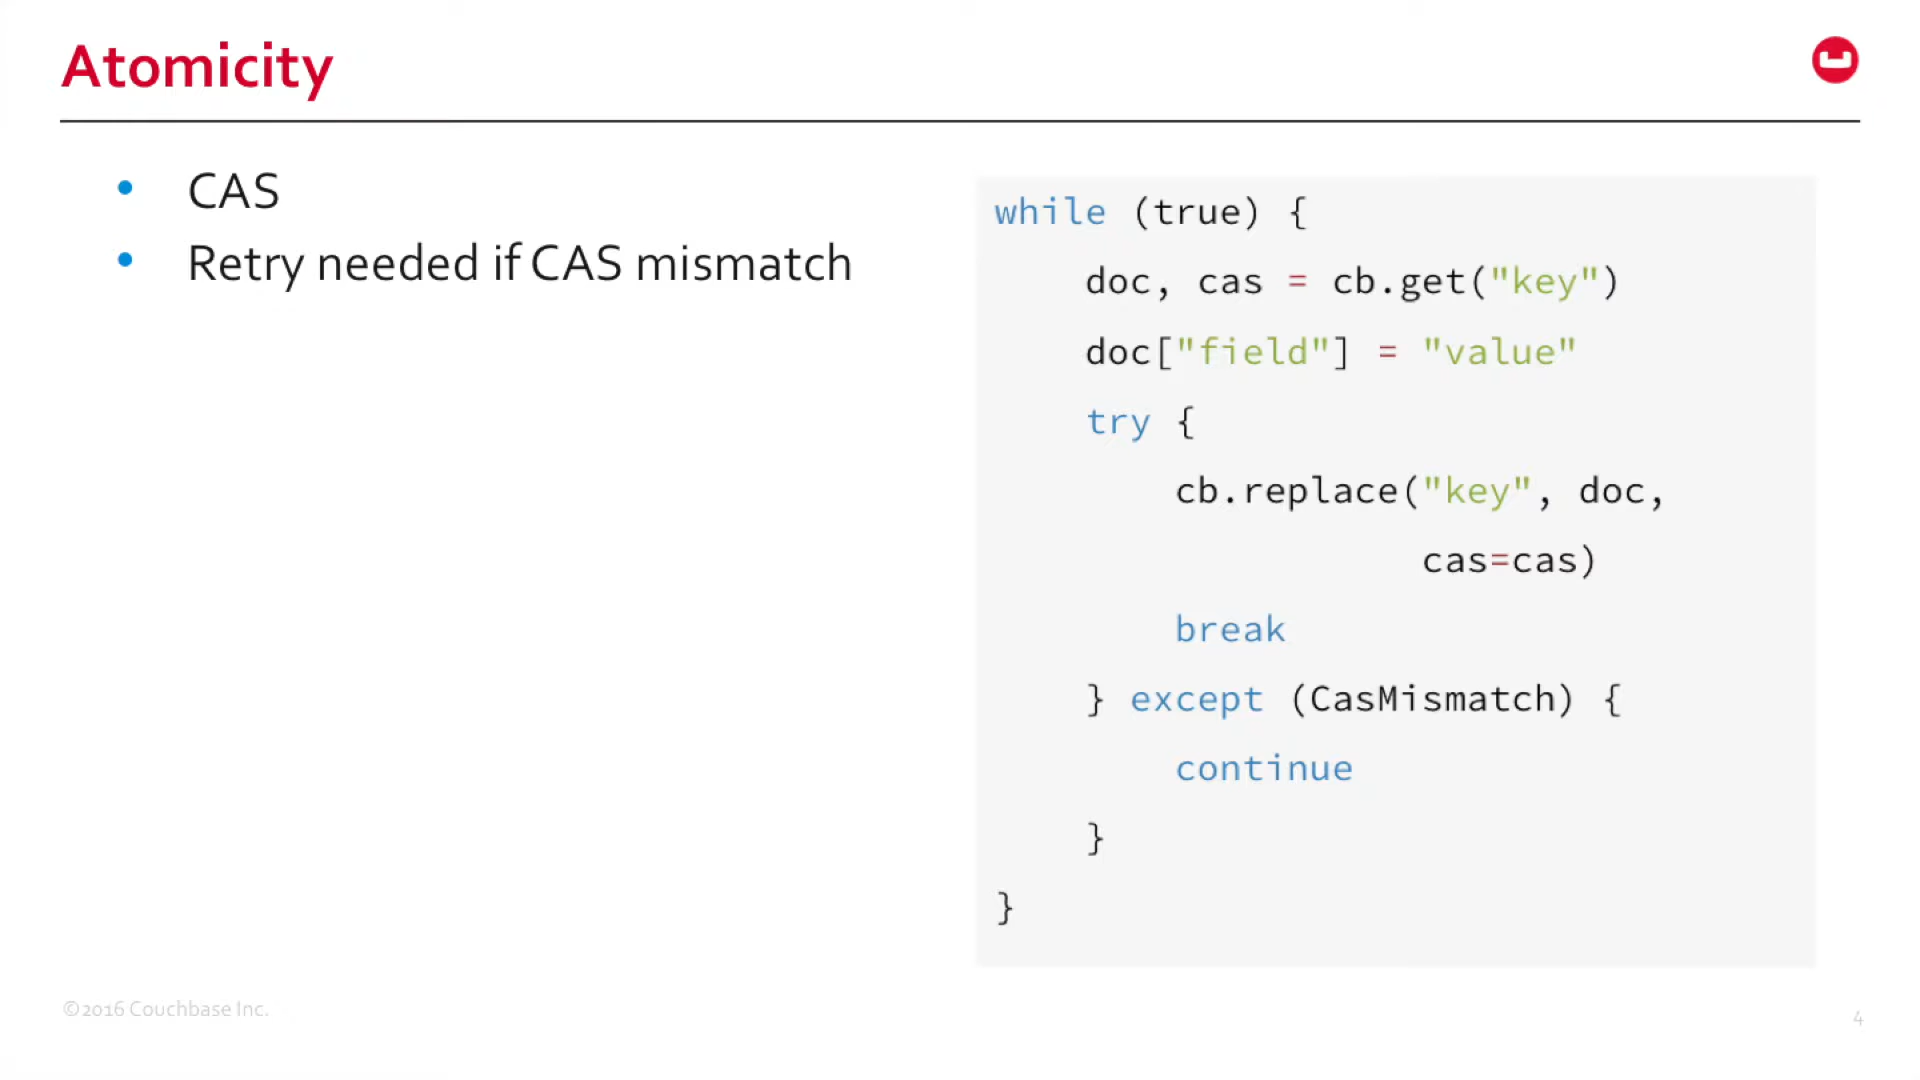 Atomicity
• CAS
• Retry needed if CAS mismatch
while (true) {
    doc, cas = cb.get("key")
    doc["field"] = "value"
    try {
        cb.replace("key", doc,
                   cas=cas)
        break
    } except (CasMismatch) {
        continue
    }
}
©2016 Couchbase Inc.
4